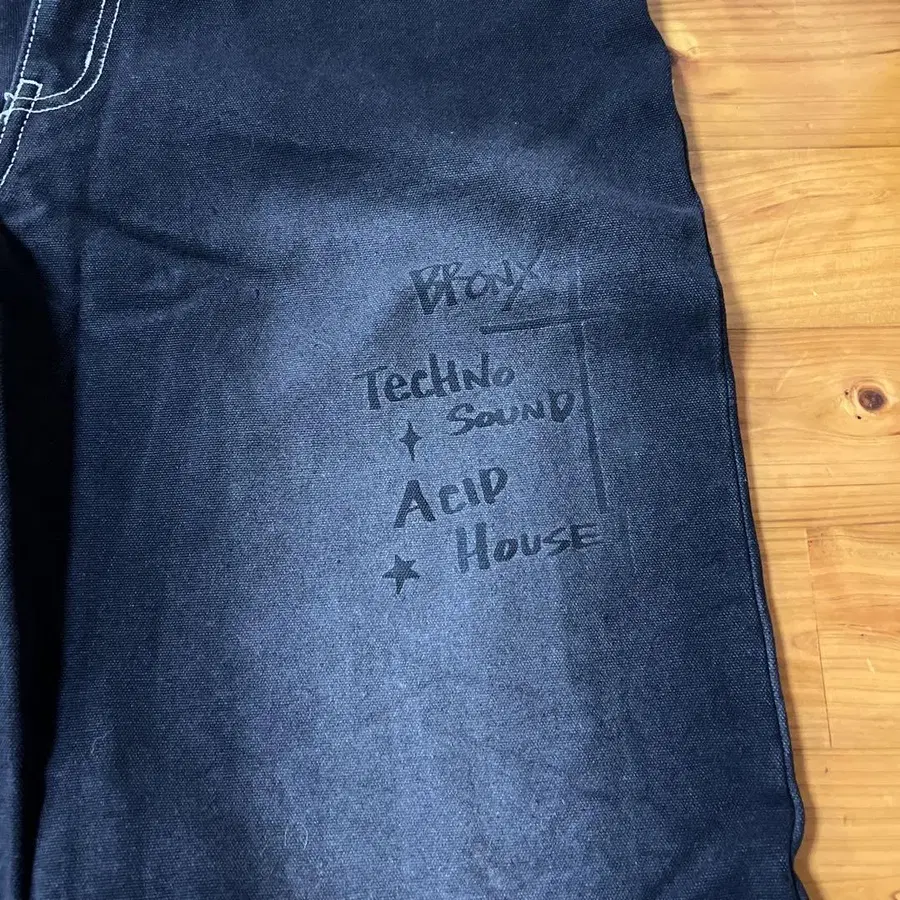 BronX
TecHNo
SOUND
ACID
HOUSE